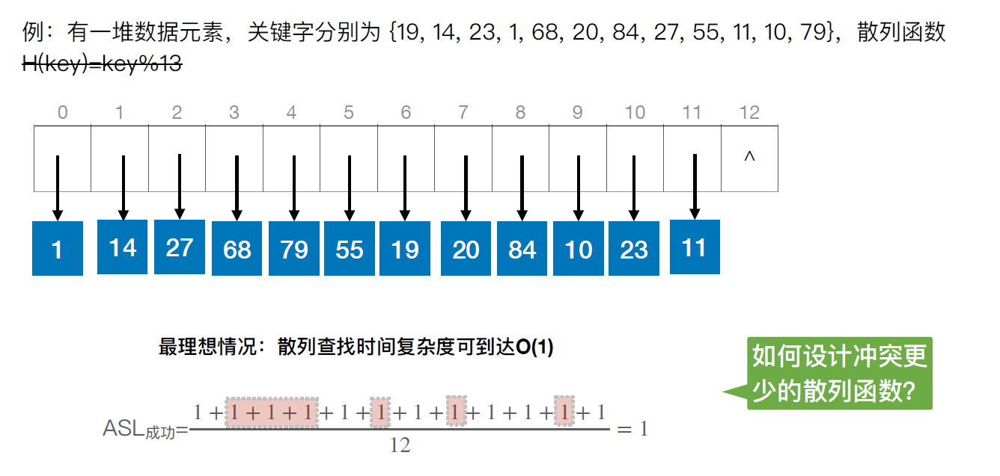 例：有一堆数据元素，关键字分别为 {19, 14, 23, 1, 68, 20, 84, 27, 55, 11, 10, 79}，散列函数
H(key)=key%13
0 1 2 3 4 5 6 7 8 9 10 11 12
^
1 14 27 68 79 55 19 20 84 10 23 11
最理想情况：散列查找时间复杂度可到达O(1)
如何设计冲突更
少的散列函数？
1 + 1 + 1 + 1 + 1 + 1 + 1 + 1 + 1 + 1 + 1 + 1
ASL成功= = 1
12